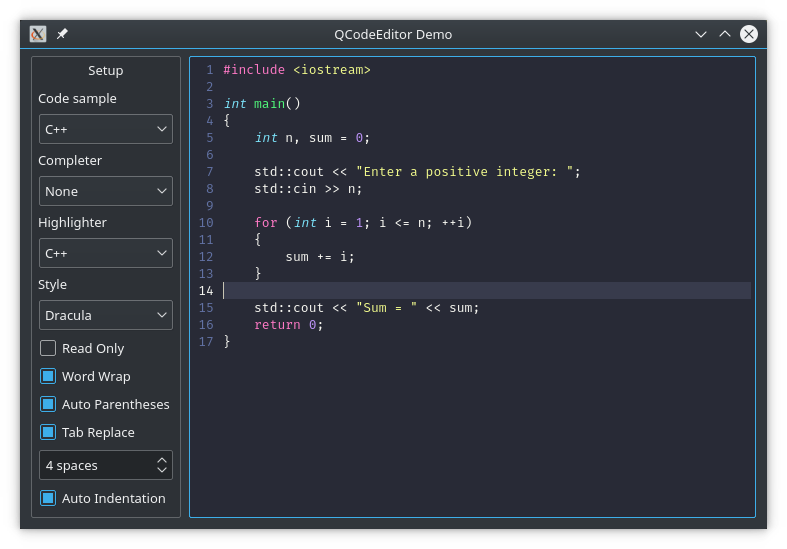 QCodeEditor Demo
Setup
Code sample
C++
Completer
None
Highlighter
C++
Style
Dracula
Read Only
Word Wrap
Auto Parentheses
Tab Replace
4 spaces
Auto Indentation
1 #include <iostream>
2
3 int main()
4 {
5     int n, sum = 0;
6
7     std::cout << "Enter a positive integer: ";
8     std::cin >> n;
9
10     for (int i = 1; i <= n; ++i)
11     {
12         sum += i;
13     }
14
15     std::cout << "Sum = " << sum;
16     return 0;
17 }